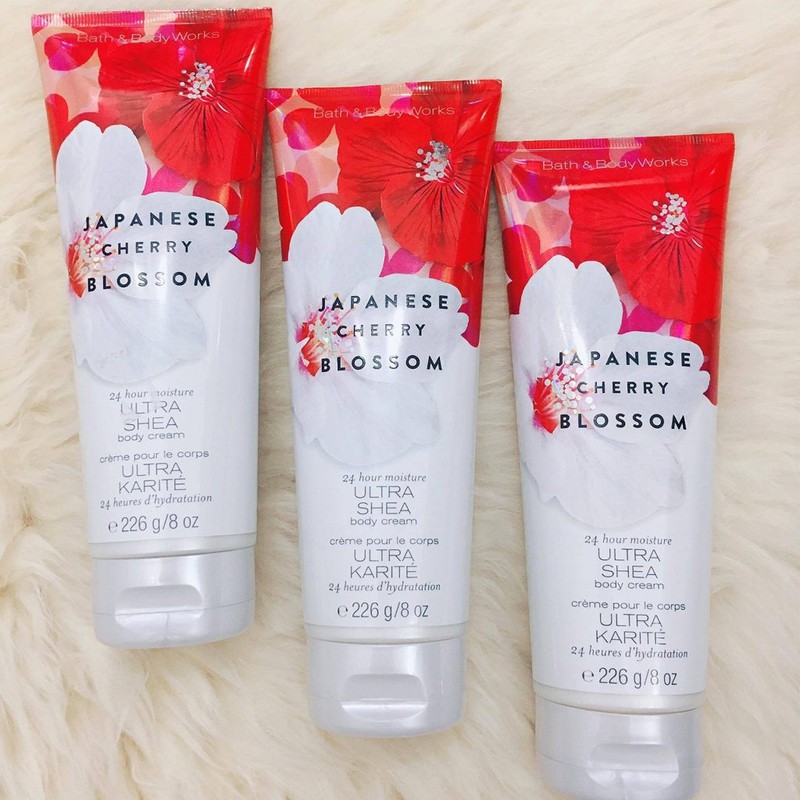 Bath & Body Works
JAPANESE
CHERRY
BLOSSOM
24 hour moisture
ULTRA
SHEA
body cream
crème pour le corps
ULTRA
KARITÉ
24 heures d'hydratation
e 226 g/8 oz
Bath & Body Works
JAPANESE
CHERRY
BLOSSOM
24 hour moisture
ULTRA
SHEA
body cream
crème pour le corps
ULTRA
KARITÉ
24 heures d'hydratation
e 226 g/8 oz
Bath & Body Works
JAPANESE
CHERRY
BLOSSOM
24 hour moisture
ULTRA
SHEA
body cream
crème pour le corps
ULTRA
KARITÉ
24 heures d'hydratation
e 226 g/8 oz